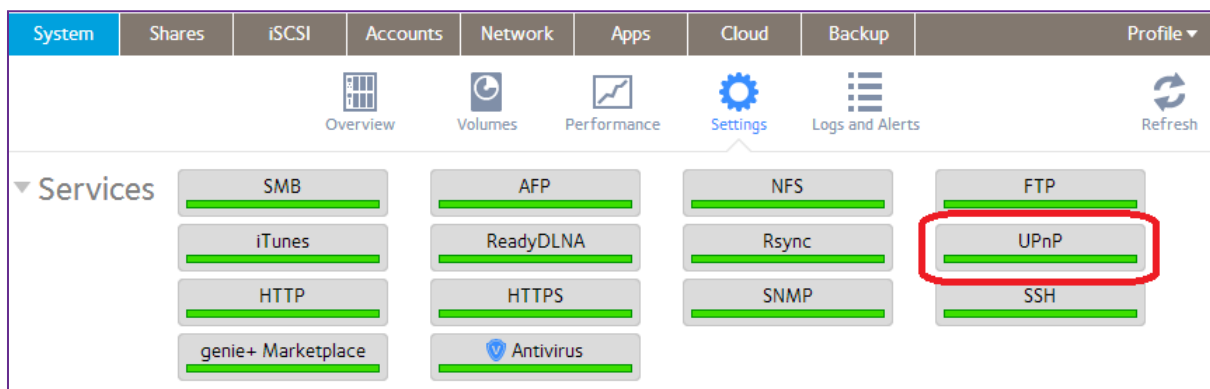 System Shares iSCSI Accounts Network Apps Cloud Backup Profile
Overview Volumes Performance Settings Logs and Alerts Refresh
Services SMB AFP NFS FTP
iTunes ReadyDLNA Rsync UPnP
HTTP HTTPS SNMP SSH
genie+ Marketplace V Antivirus